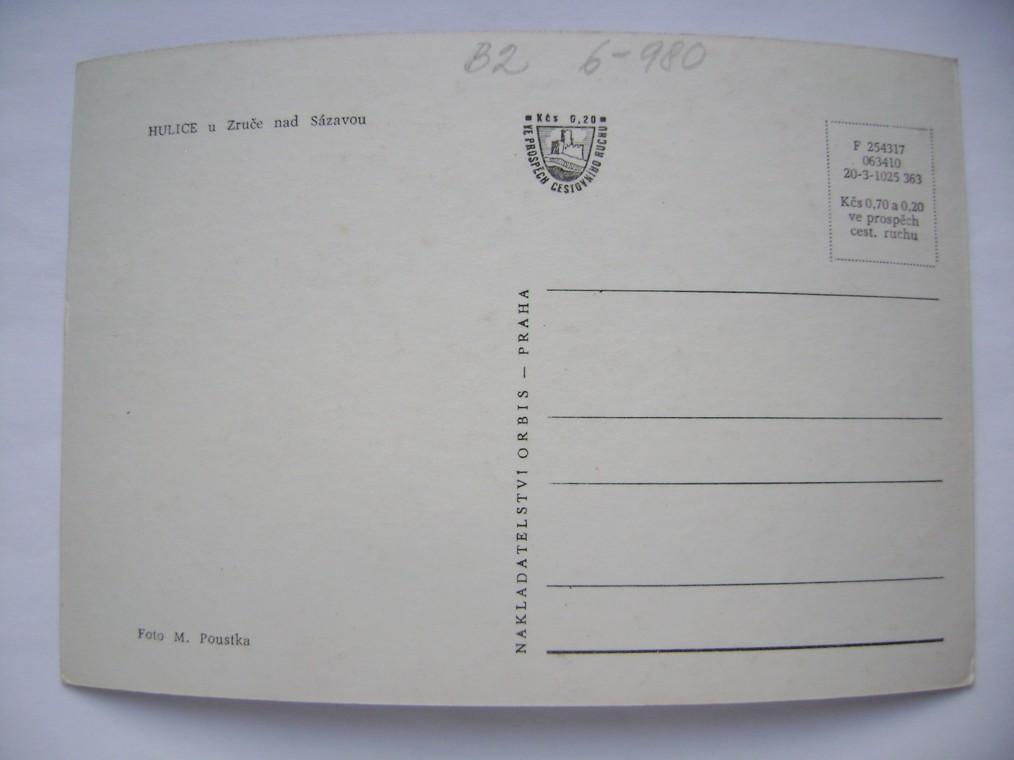 B2 6-980
HULICE u Zruče nad Sázavou
Kčs 0,20
VE PROSPĚCH CESTOVNÍHO RUCHU
F 254317
063410
20-3-1025 363
Kčs 0,70 a 0,20
ve prospěch
cest. ruchu
NAKLADATELSTVÍ ORBIS — PRAHA
Foto M. Poustka